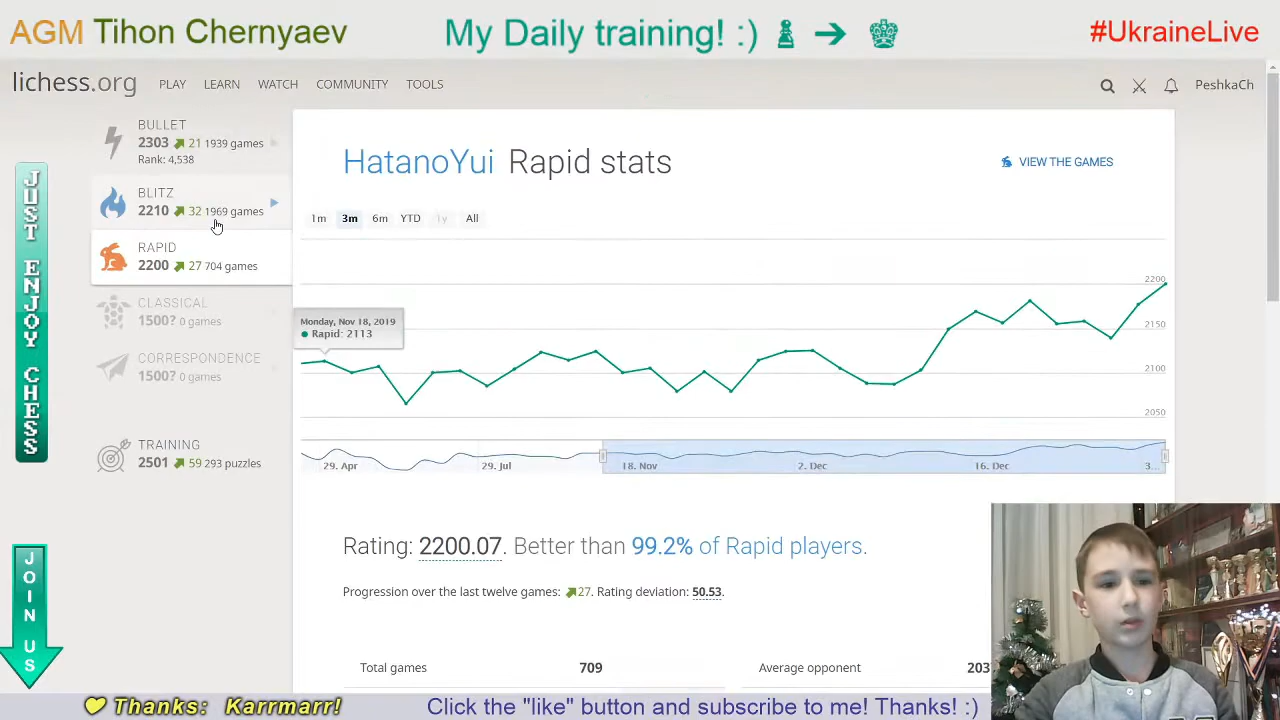 AGM Tihon Chernyaev
My Daily training! :)
#UkraineLive
lichess.org
PLAY LEARN WATCH COMMUNITY TOOLS
PeshkaCh
BULLET
2303 21 1939 games
Rank: 4,538
BLITZ
2210 32 1969 games
RAPID
2200 27 704 games
CLASSICAL
1500? 0 games
CORRESPONDENCE
1500? 0 games
TRAINING
2501 59 293 puzzles
JUST ENJOY CHESS
JOIN US
HatanoYui Rapid stats
VIEW THE GAMES
1m 3m 6m YTD 1y All
2200
Monday, Nov 18, 2019
Rapid: 2113
2150
2100
2050
29. Apr 29. Jul 18. Nov 2. Dec 16. Dec 3...
Rating: 2200.07. Better than 99.2% of Rapid players.
Progression over the last twelve games: 27. Rating deviation: 50.53.
Total games 709 Average opponent
Thanks: Karrmarr!
Click the "like" button and subscribe to me! Thanks! :)